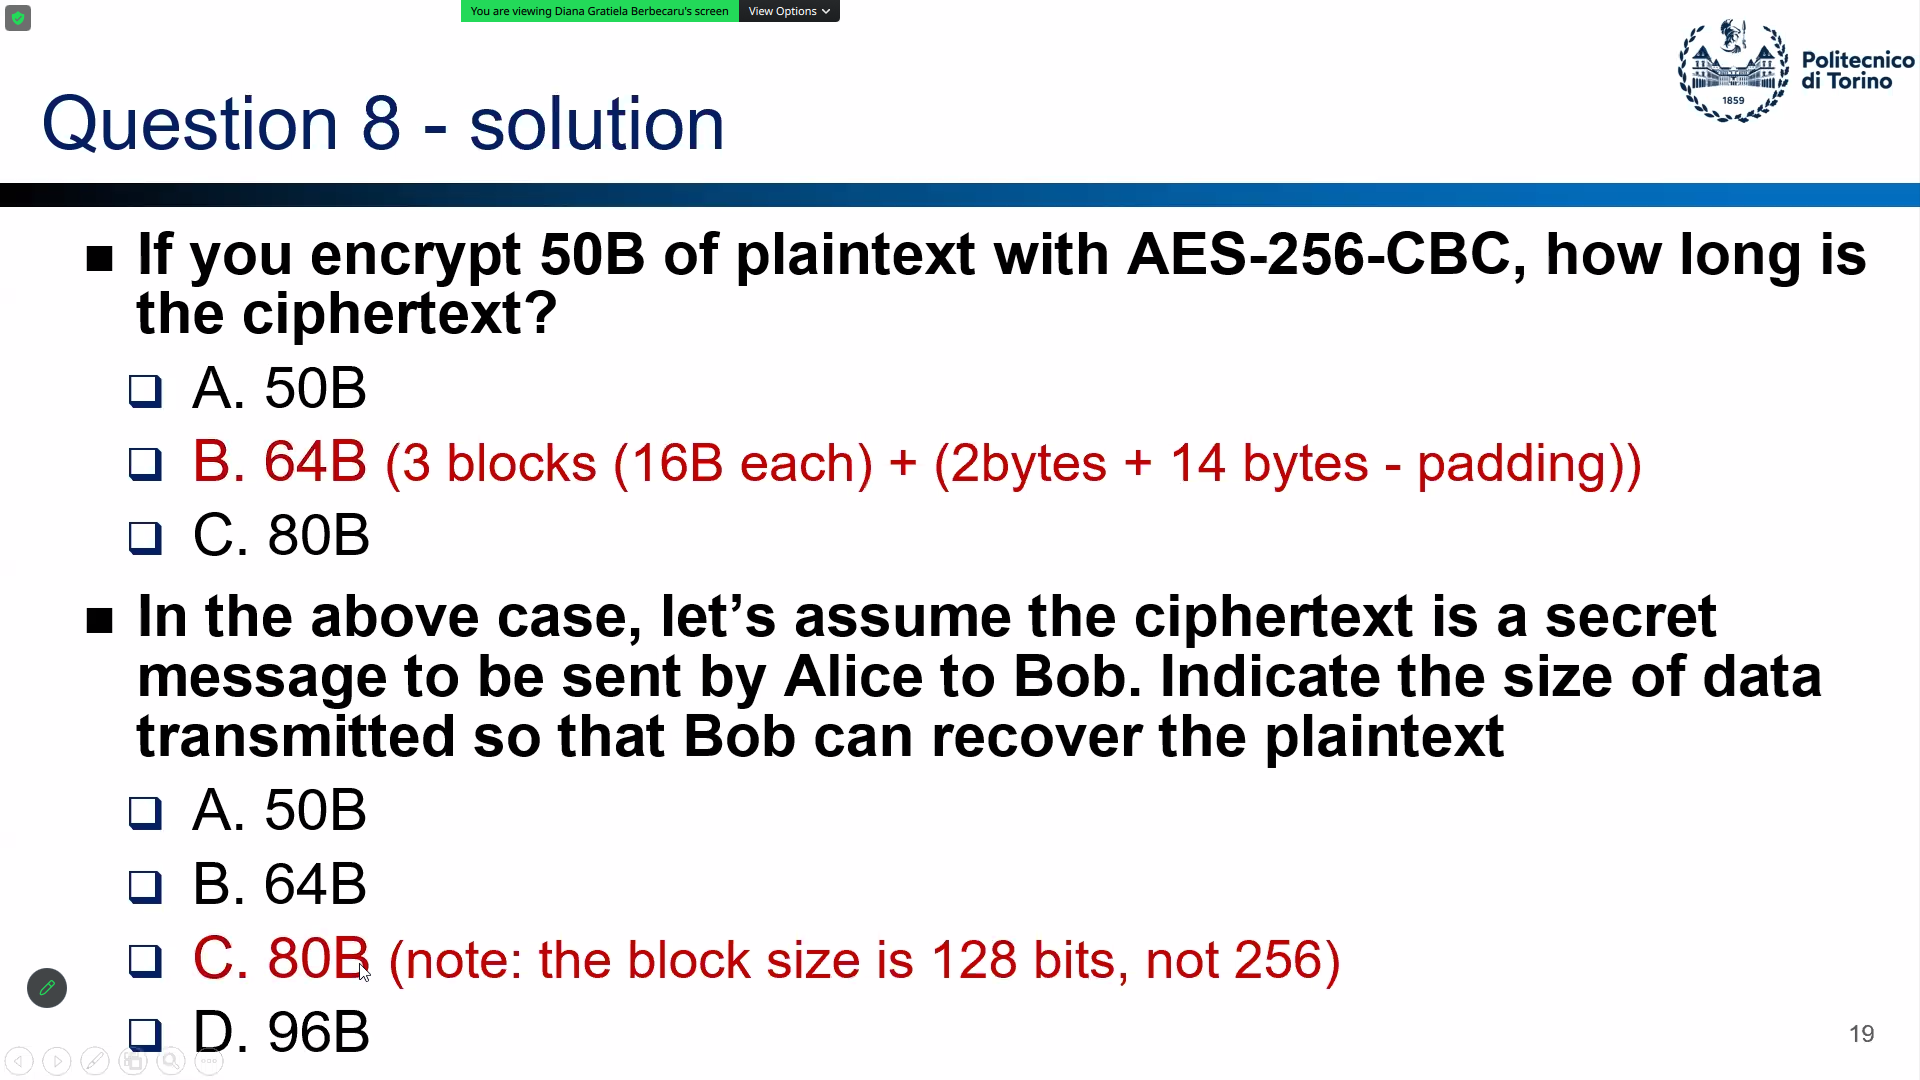 You are viewing Diana Gratiela Berbecaru's screen
View Options
Politecnico
di Torino
1859
Question 8 - solution
If you encrypt 50B of plaintext with AES-256-CBC, how long is
the ciphertext?
A. 50B
B. 64B (3 blocks (16B each) + (2bytes + 14 bytes - padding))
C. 80B
In the above case, let’s assume the ciphertext is a secret
message to be sent by Alice to Bob. Indicate the size of data
transmitted so that Bob can recover the plaintext
A. 50B
B. 64B
C. 80B (note: the block size is 128 bits, not 256)
D. 96B
19